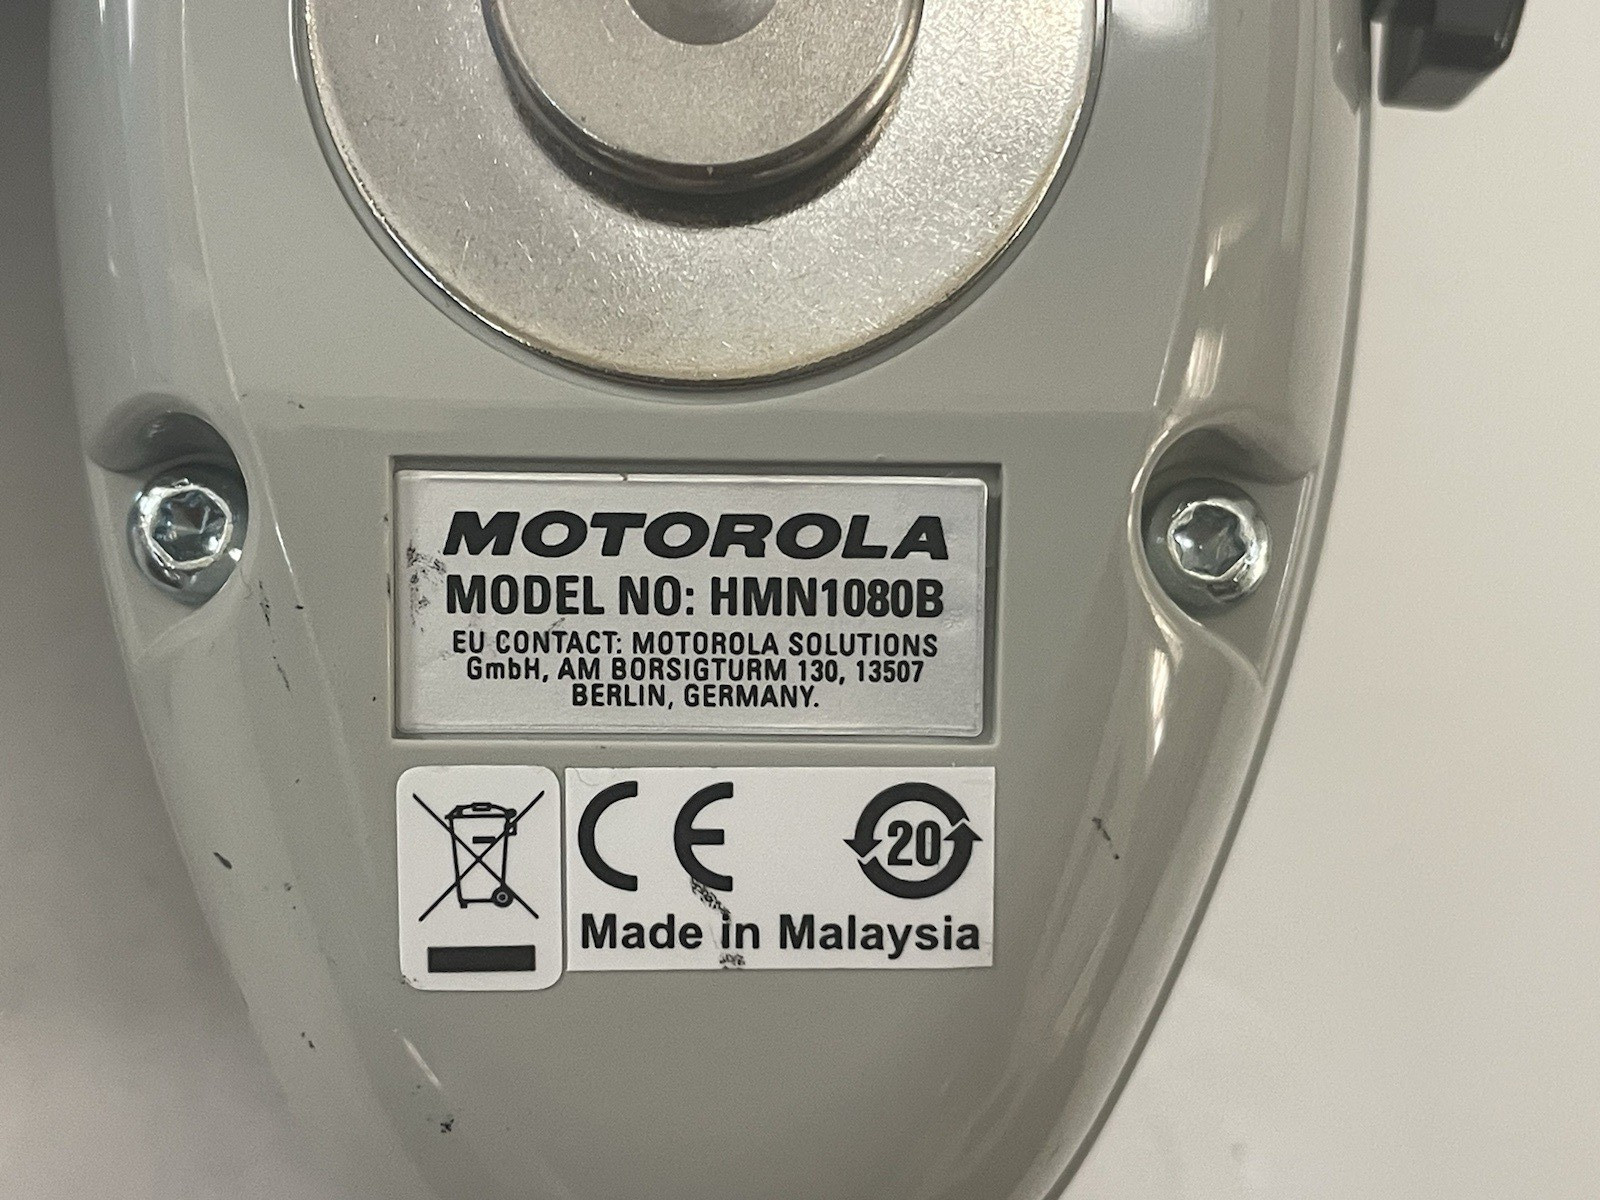 MOTOROLA
MODEL NO: HMN1080B
EU CONTACT: MOTOROLA SOLUTIONS
GmbH, AM BORSIGTURM 130, 13507
BERLIN, GERMANY.
CE 20
Made in Malaysia